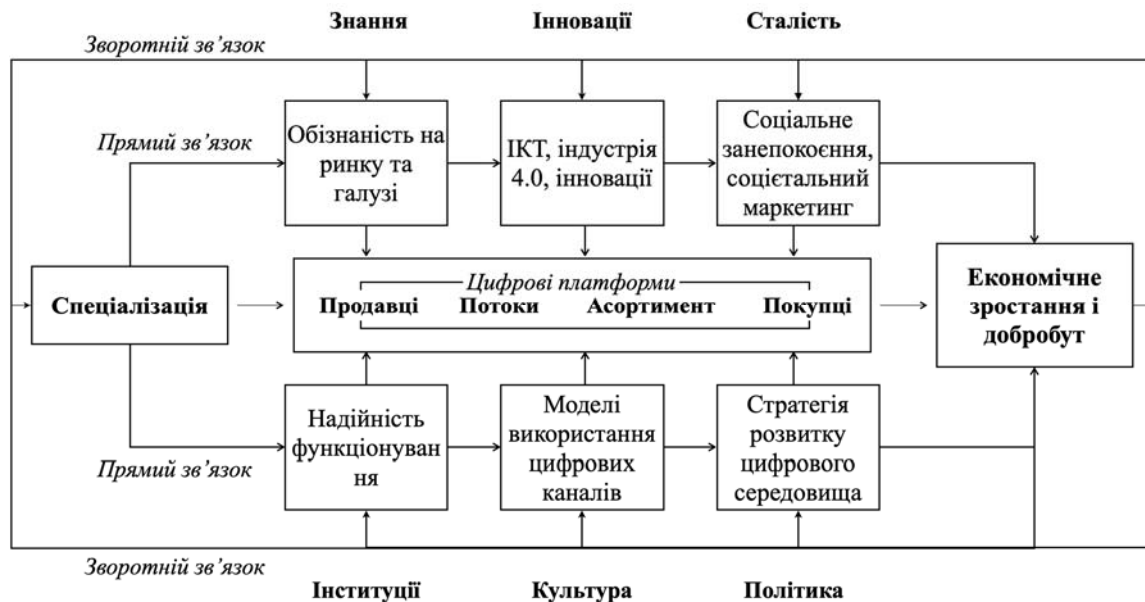 Знання
Інновації
Сталість
Зворотній зв’язок
Прямий зв’язок
Обізнаність на
ринку та
галузі
ІКТ, індустрія
4.0, інновації
Соціальне
занепокоєння,
соцієтальний
маркетинг
Спеціалізація
Цифрові платформи
Продавці Потоки Асортимент Покупці
Економічне
зростання і
добробут
Надійність
функціонуван
ня
Моделі
використання
цифрових
каналів
Стратегія
розвитку
цифрового
середовища
Прямий зв’язок
Зворотній зв’язок
Інституції
Культура
Політика